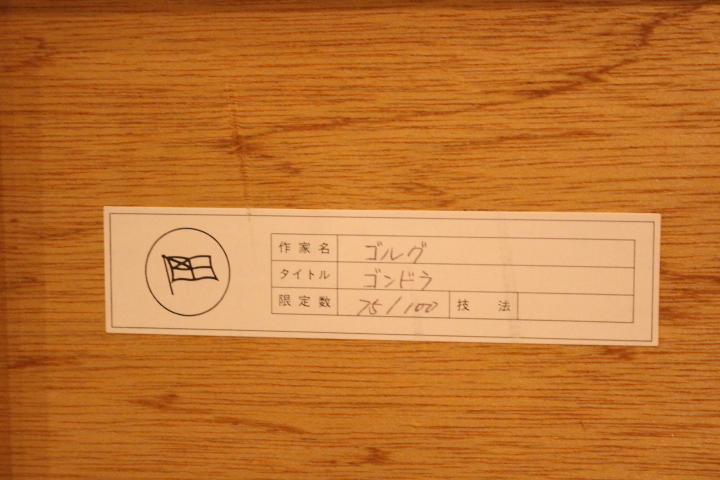 作家名 ゴルグ
タイトル ゴンドラ
限定数 75/100 技法